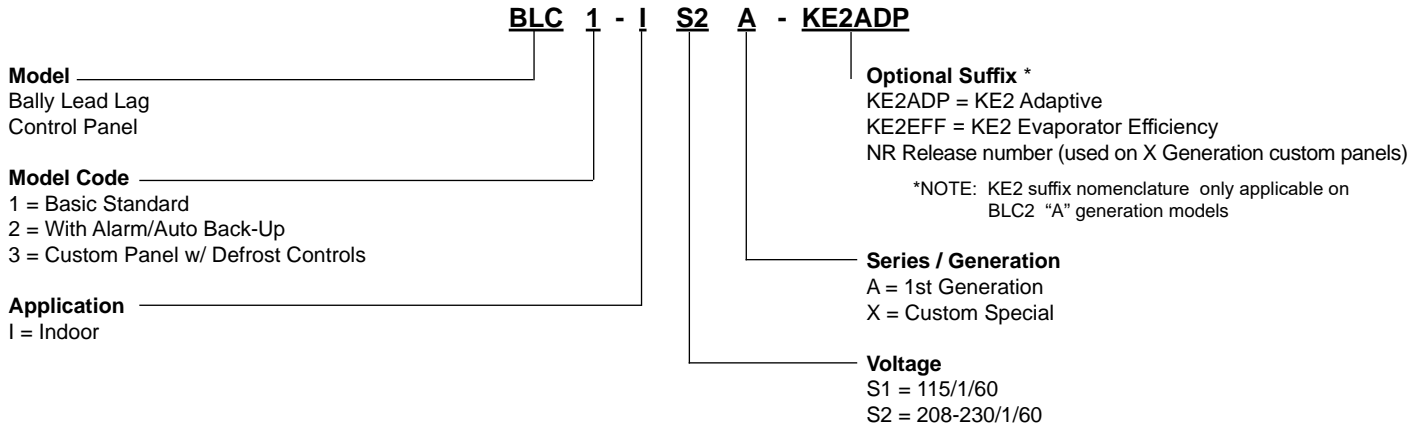 BLC 1 - I S2 A - KE2ADP
Model
Bally Lead Lag
Control Panel
Model Code
1 = Basic Standard
2 = With Alarm/Auto Back-Up
3 = Custom Panel w/ Defrost Controls
Application
I = Indoor
Optional Suffix *
KE2ADP = KE2 Adaptive
KE2EFF = KE2 Evaporator Efficiency
NR Release number (used on X Generation custom panels)
*NOTE: KE2 suffix nomenclature only applicable on
BLC2 “A” generation models
Series / Generation
A = 1st Generation
X = Custom Special
Voltage
S1 = 115/1/60
S2 = 208-230/1/60